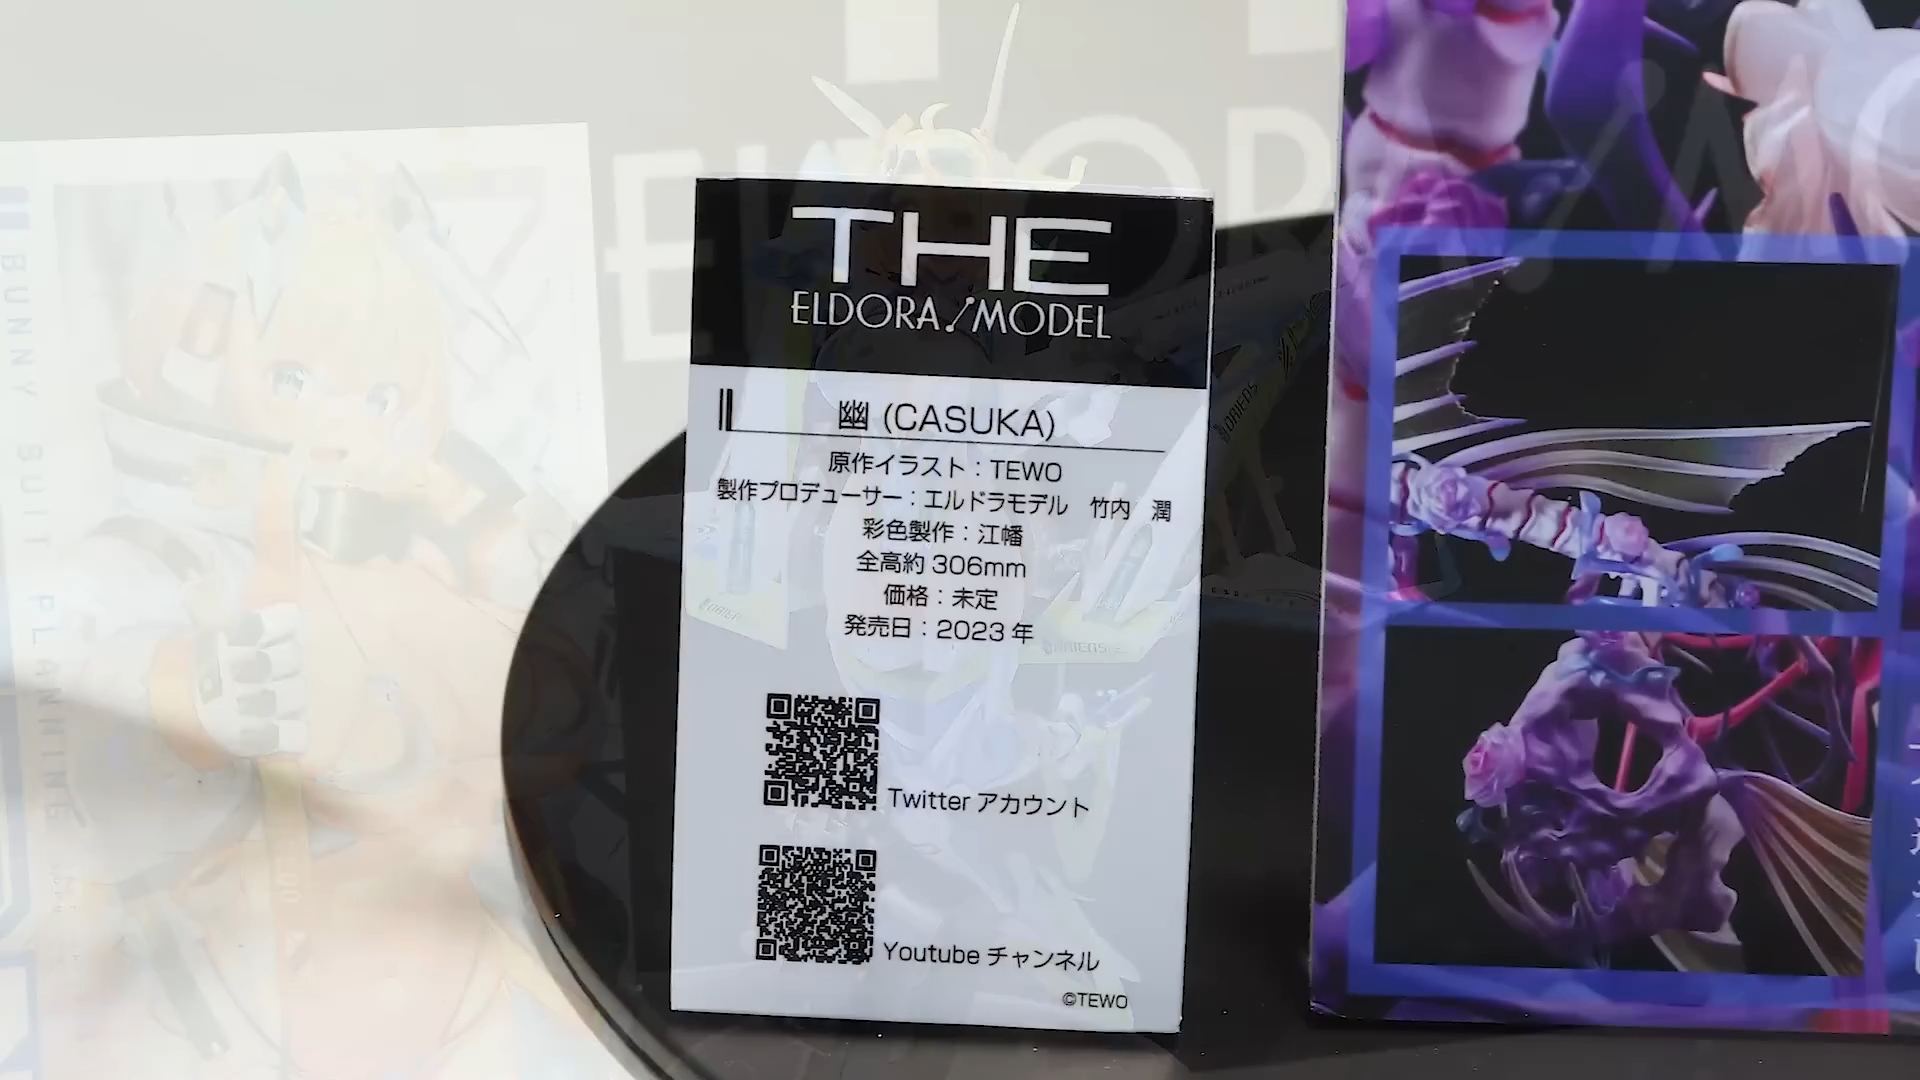 THE
ELDORA MODEL
幽 (CASUKA)
原作イラスト：TEWO
製作プロデューサー：エルドラモデル　竹内　潤
彩色製作：江幡
全高約 306mm
価格：未定
発売日：2023 年
Twitter アカウント
Youtube チャンネル
©TEWO
BUNNY SUIT PLANNING
ORIENS
ORIENS